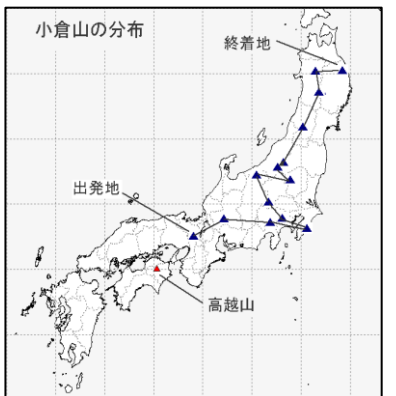 小倉山の分布
終着地
出発地
高越山